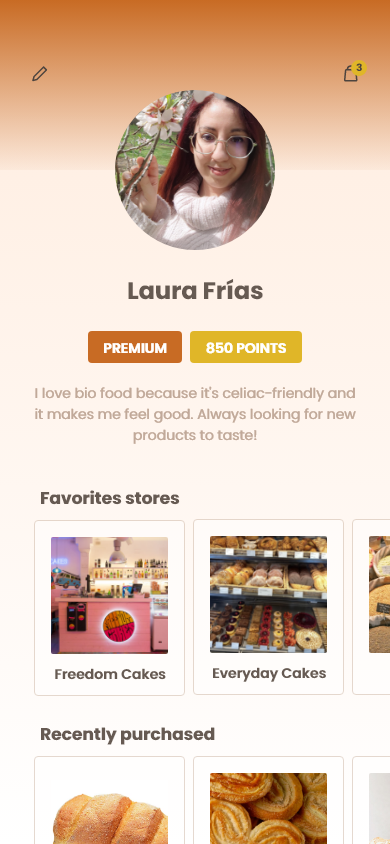 3
Laura Frías
PREMIUM
850 POINTS
I love bio food because it's celiac-friendly and
it makes me feel good. Always looking for new
products to taste!
Favorites stores
Freedom Cakes
Everyday Cakes
Recently purchased